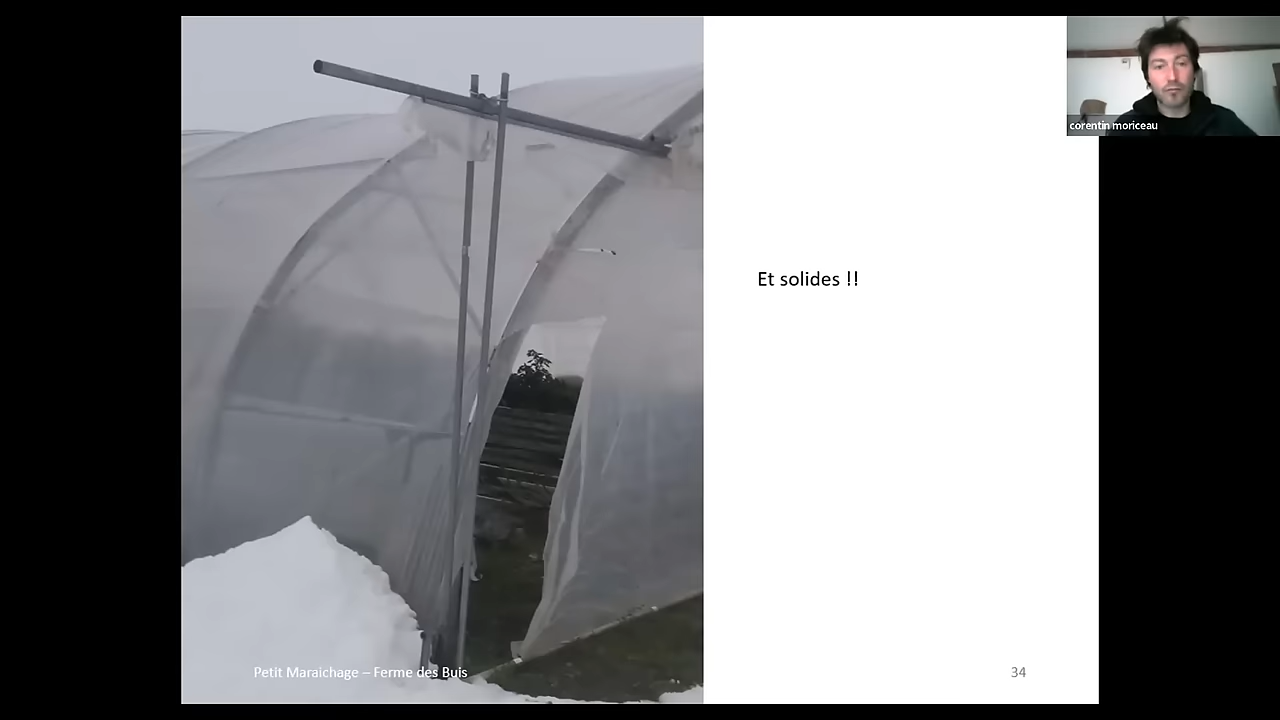 corentin moriceau
Et solides !!
Petit Maraichage – Ferme des Buis
34